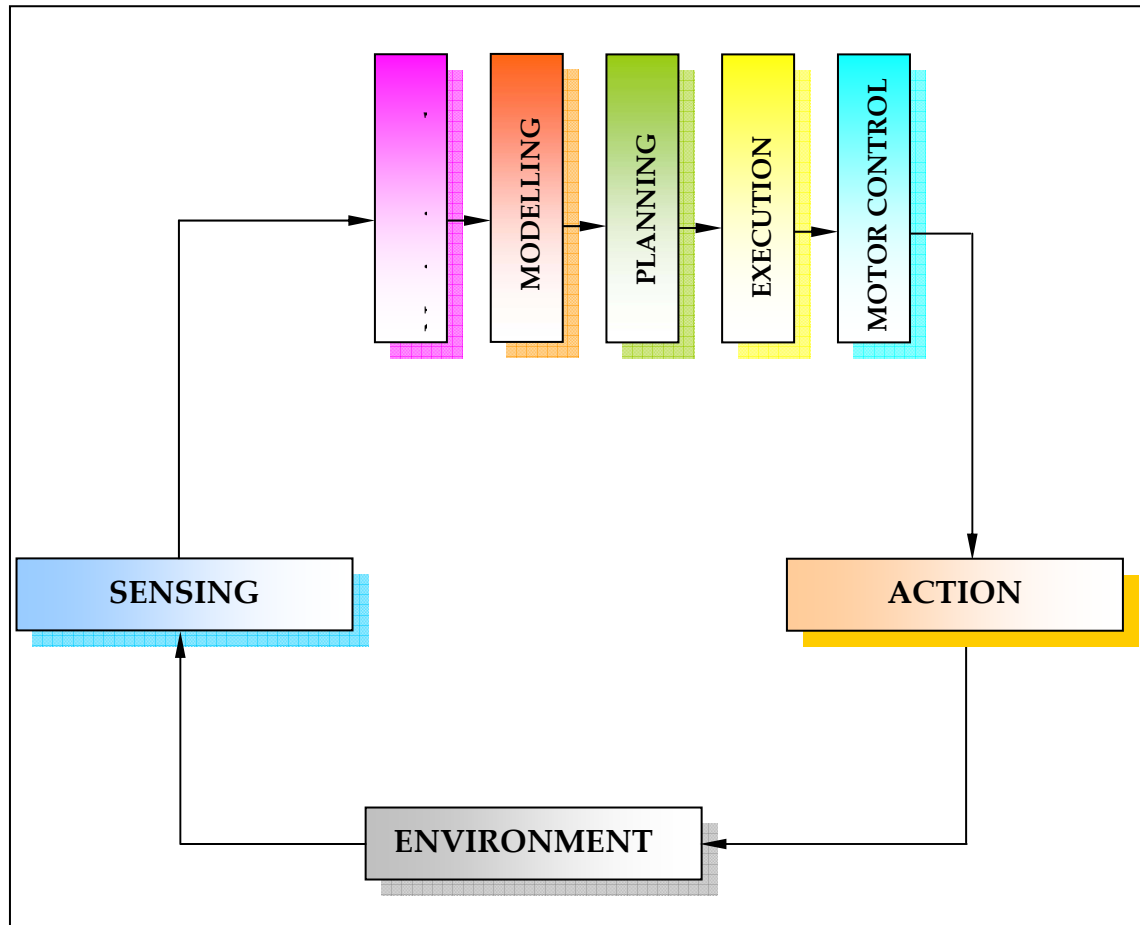 MODELLING
PLANNING
EXECUTION
MOTOR CONTROL
SENSING
ACTION
ENVIRONMENT